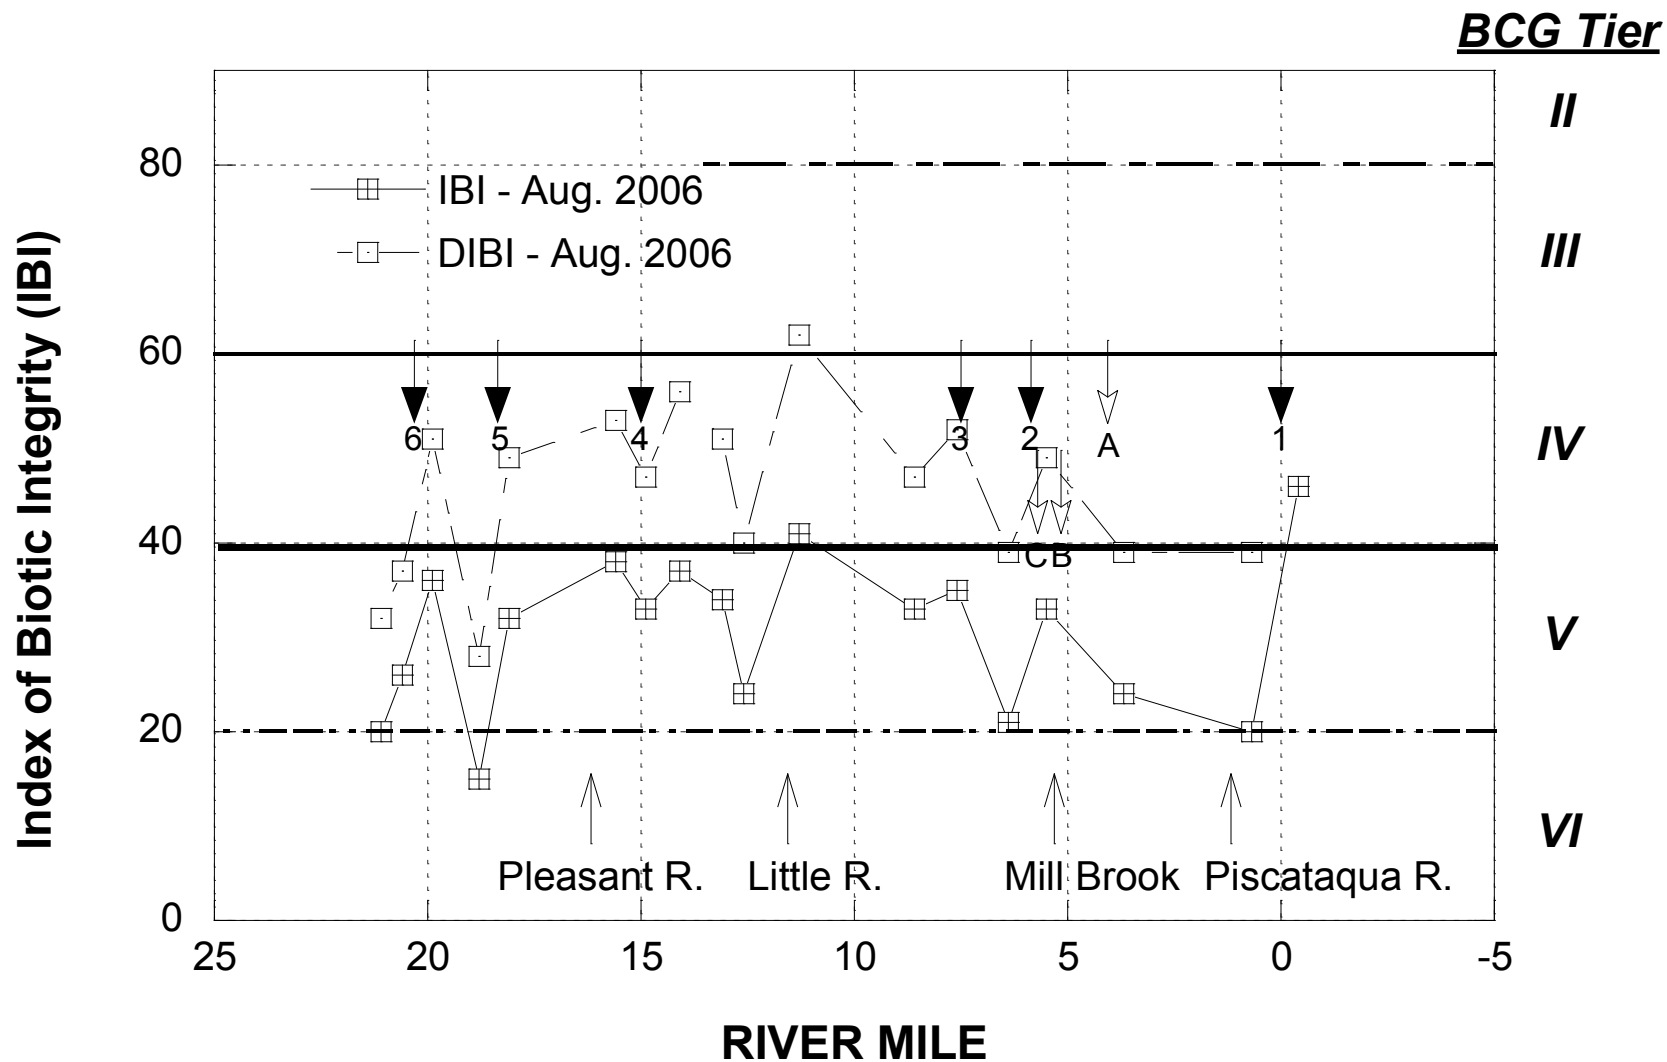 BCG Tier
II
80
IBI - Aug. 2006
DIBI - Aug. 2006
III
60
6 5 4 3 2 A 1
IV
40
C B
V
20
VI
Pleasant R. Little R. Mill Brook Piscataqua R.
0
25 20 15 10 5 0 -5
RIVER MILE
Index of Biotic Integrity (IBI)